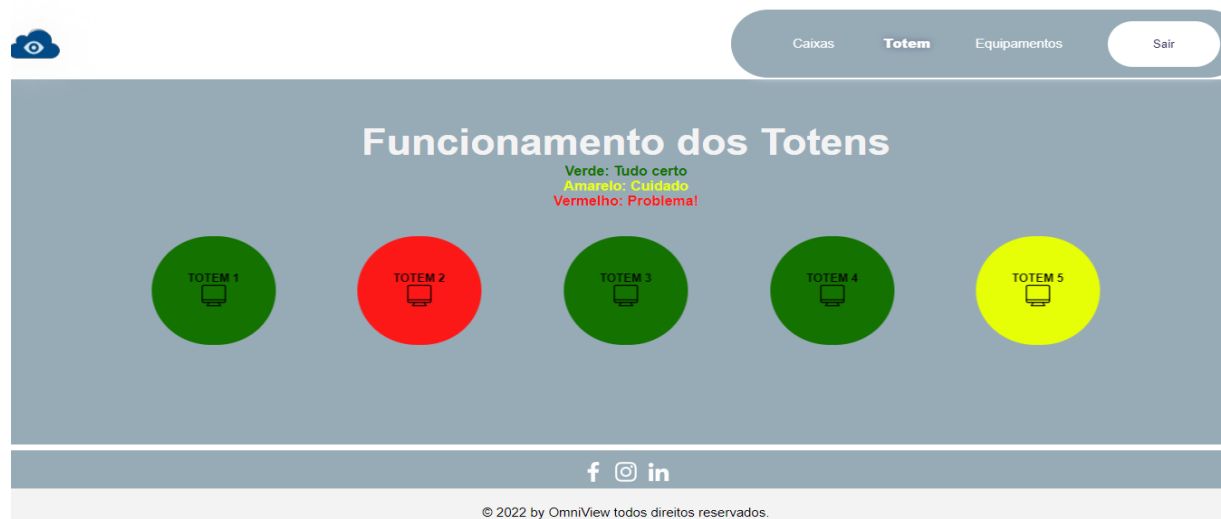 Caixas Totem Equipamentos Sair
Funcionamento dos Totens
Verde: Tudo certo
Amarelo: Cuidado
Vermelho: Problema!
TOTEM 1 TOTEM 2 TOTEM 3 TOTEM 4 TOTEM 5
f in
© 2022 by OmniView todos direitos reservados.